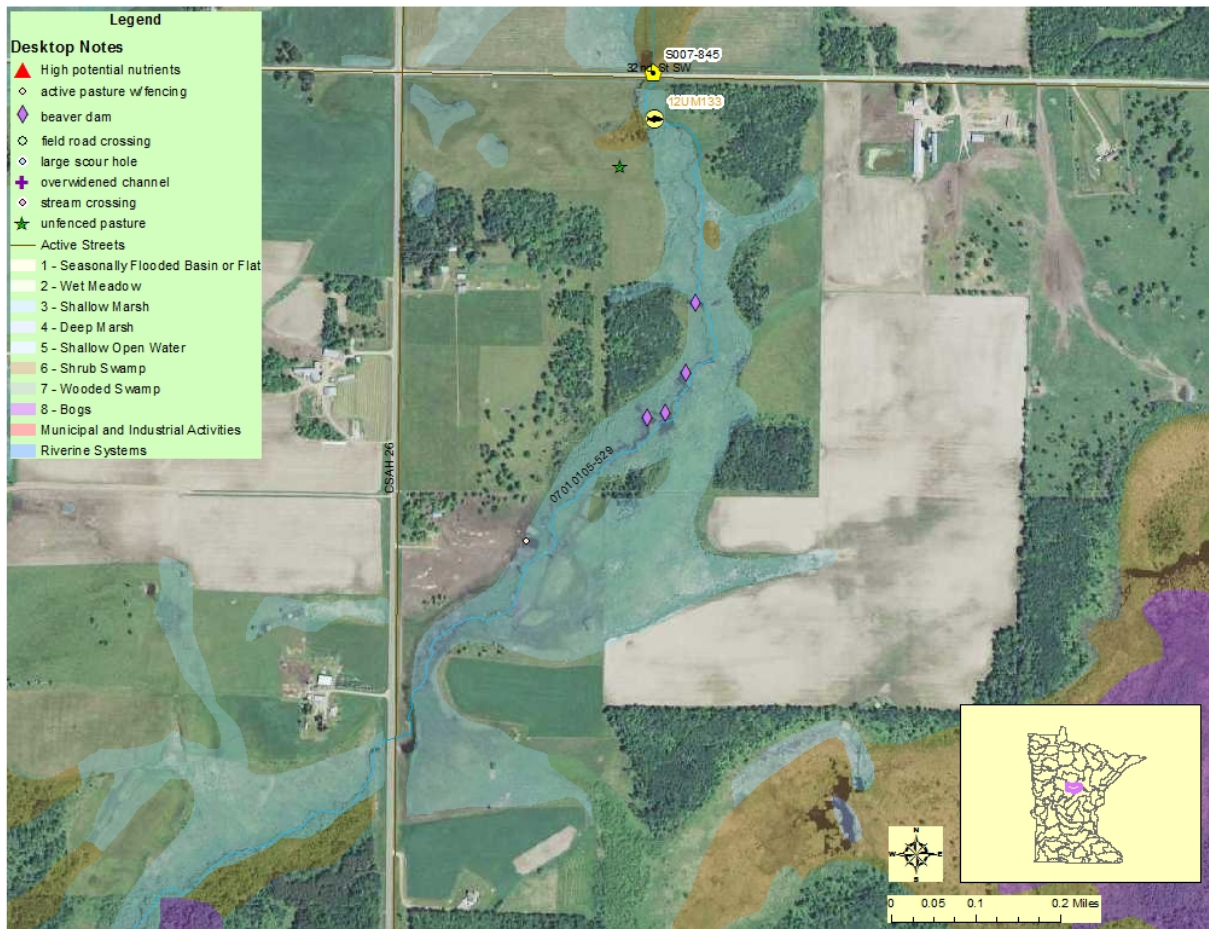 Legend
Desktop Notes
High potential nutrients
active pasture w/fencing
beaver dam
field road crossing
large scour hole
overwidened channel
stream crossing
unfenced pasture
Active Streets
1 - Seasonally Flooded Basin or Flat
2 - Wet Meadow
3 - Shallow Marsh
4 - Deep Marsh
5 - Shallow Open Water
6 - Shrub Swamp
7 - Wooded Swamp
8 - Bogs
Municipal and Industrial Activities
Riverine Systems
S007-845
32nd St SW
12UM133
CSAH 26
07010105-529
N
W
E
S
0 0.05 0.1 0.2 Miles